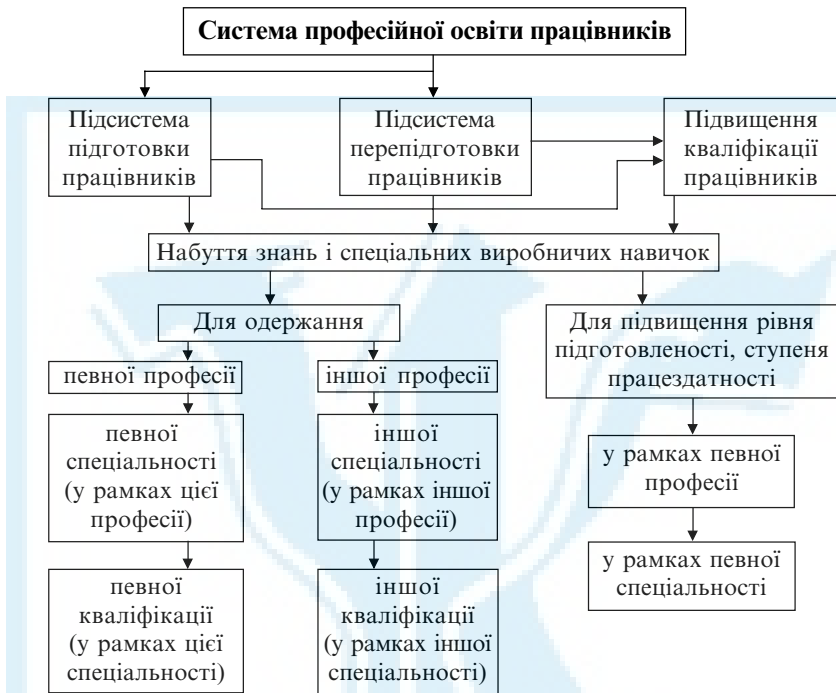 Система професійної освіти працівників
Підсистема
підготовки
працівників
Підсистема
перепідготовки
працівників
Підвищення
кваліфікації
працівників
Набуття знань і спеціальних виробничих навичок
Для одержання
певної професії
певної
спеціальності
(у рамках цієї
професії)
певної
кваліфікації
(у рамках цієї
спеціальності)
іншої професії
іншої
спеціальності
(у рамках іншої
професії)
іншої
кваліфікації
(у рамках іншої
спеціальності)
Для підвищення рівня
підготовленості, ступеня
працездатності
у рамках певної
професії
у рамках певної
спеціальності